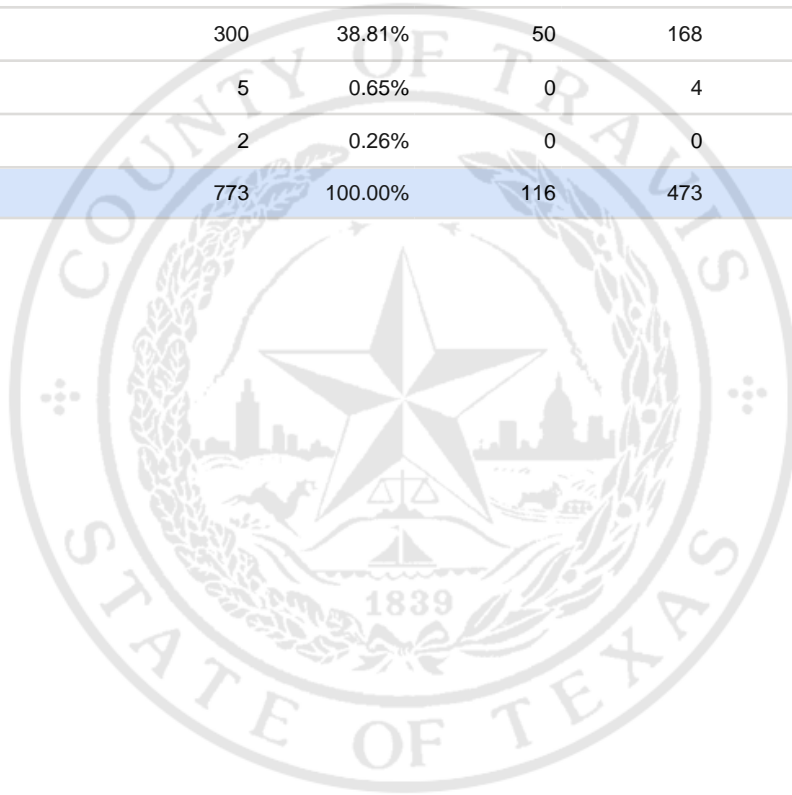 300 38.81% 50 168
5 0.65% 0 4
2 0.26% 0 0
773 100.00% 116 473
COUNTY OF TRAVIS
1839
STATE OF TEXAS